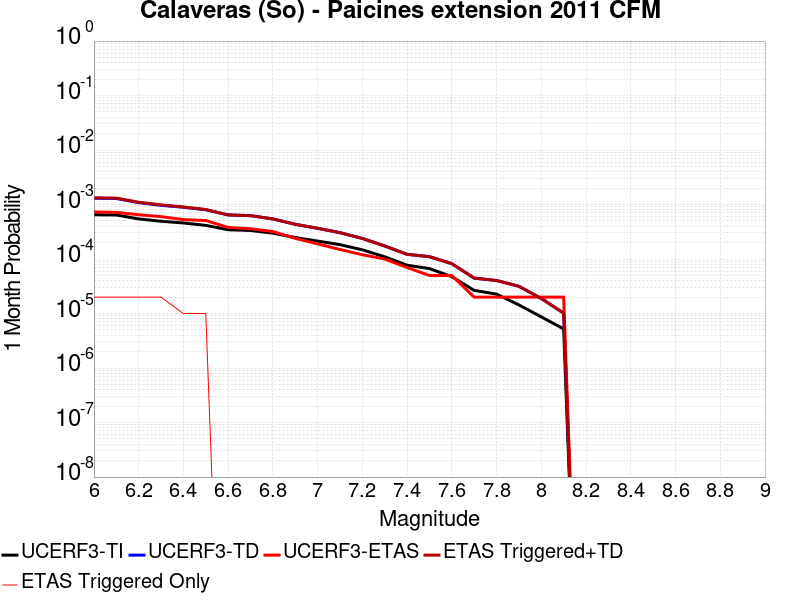 Calaveras (So) - Paicines extension 2011 CFM
10^0
10^-1
10^-2
10^-3
10^-4
10^-5
10^-6
10^-7
10^-8
1 Month Probability
6 6.2 6.4 6.6 6.8 7 7.2 7.4 7.6 7.8 8 8.2 8.4 8.6 8.8 9
Magnitude
UCERF3-TI UCERF3-TD UCERF3-ETAS ETAS Triggered+TD
ETAS Triggered Only